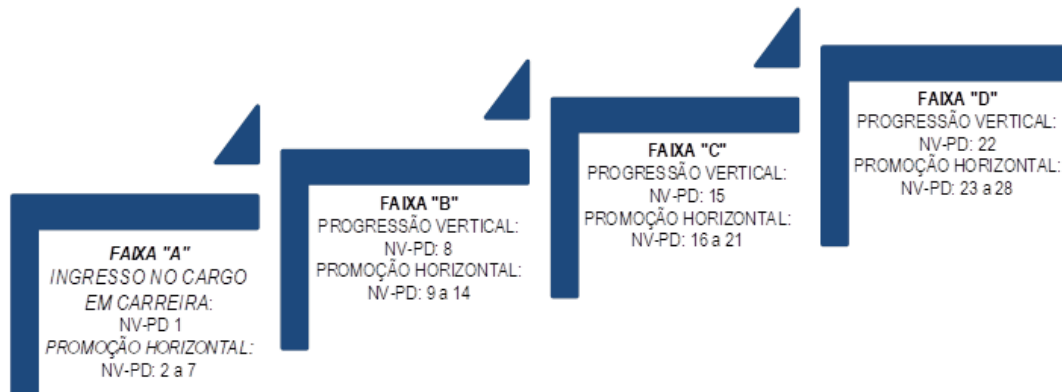 FAIXA "A"
INGRESSO NO CARGO
EM CARREIRA:
NV-PD 1
PROMOÇÃO HORIZONTAL:
NV-PD: 2 a 7
FAIXA "B"
PROGRESSÃO VERTICAL:
NV-PD: 8
PROMOÇÃO HORIZONTAL:
NV-PD: 9 a 14
FAIXA "C"
PROGRESSÃO VERTICAL:
NV-PD: 15
PROMOÇÃO HORIZONTAL:
NV-PD: 16 a 21
FAIXA "D"
PROGRESSÃO VERTICAL:
NV-PD: 22
PROMOÇÃO HORIZONTAL:
NV-PD: 23 a 28